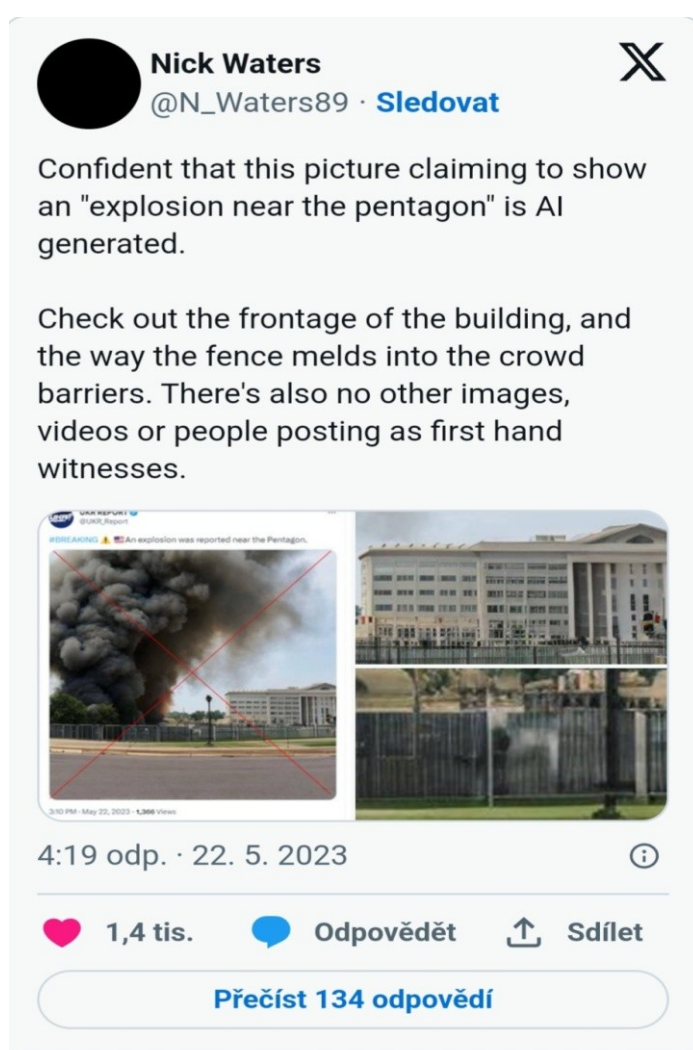 Nick Waters
@N_Waters89 · Sledovat
Confident that this picture claiming to show
an "explosion near the pentagon" is AI
generated.
Check out the frontage of the building, and
the way the fence melds into the crowd
barriers. There's also no other images,
videos or people posting as first hand
witnesses.
UKR REPORT
@UKR_Report
#BREAKING ⚠️ 🇺🇸An explosion was reported near the Pentagon.
3:10 PM · May 22, 2023 · 1,366 Views
4:19 odp. · 22. 5. 2023
1,4 tis. Odpovědět Sdílet
Přečíst 134 odpovědí